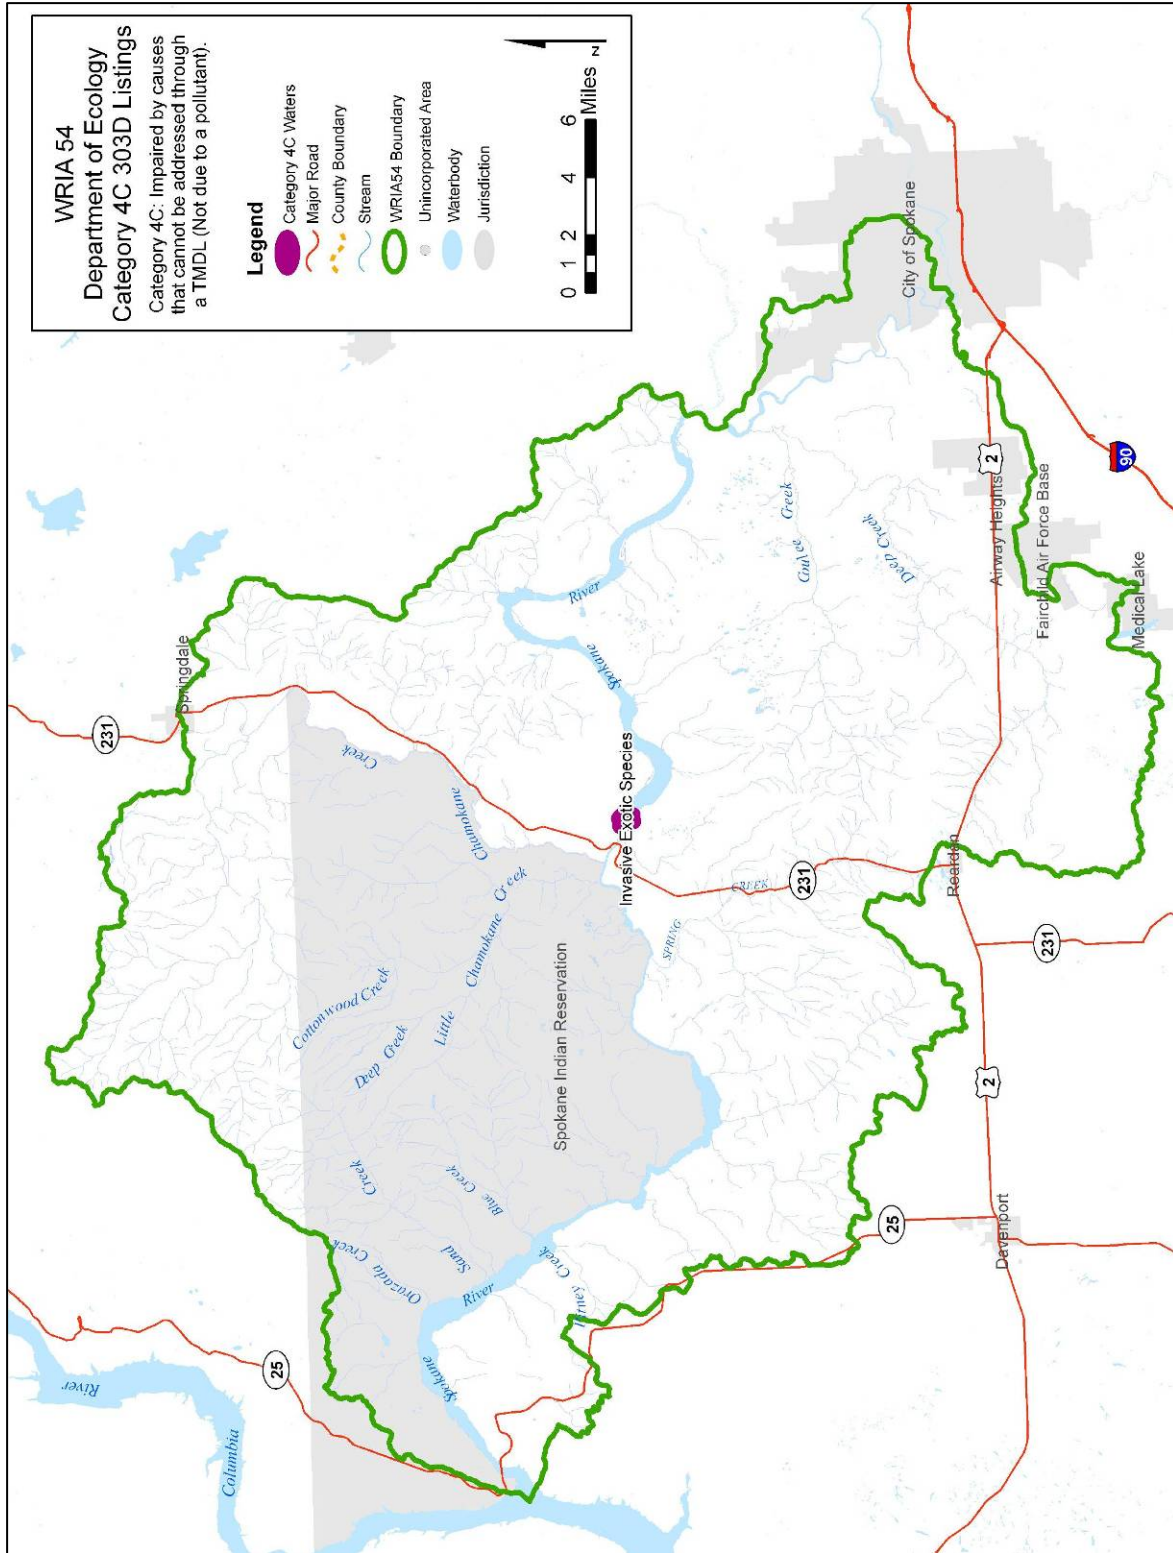 WRIA 54
Department of Ecology
Category 4C 303D Listings
Category 4C: Impaired by causes
that cannot be addressed through
a TMDL (Not due to a pollutant).
Legend
Category 4C Waters
Major Road
County Boundary
Stream
WRIA54 Boundary
Unincorporated Area
Waterbody
Jurisdiction
0 1 2 4 6
Miles
N
231
Springdale
Columbia
River
25
Creek
Chamokane
Cottonwood Creek
Deep Creek
Little Chamokane Creek
Creek
Orazada Creek
Blue Creek
Sand
Spokane Indian Reservation
Spokane River
Pitney Creek
Invasive Exotic Species
Spokane River
SPRING CREEK
231
Coulee Creek
Deep Creek
City of Spokane
25
Reardan
2
Airway Heights
2
Fairchild Air Force Base
Davenport
231
90
Medical Lake